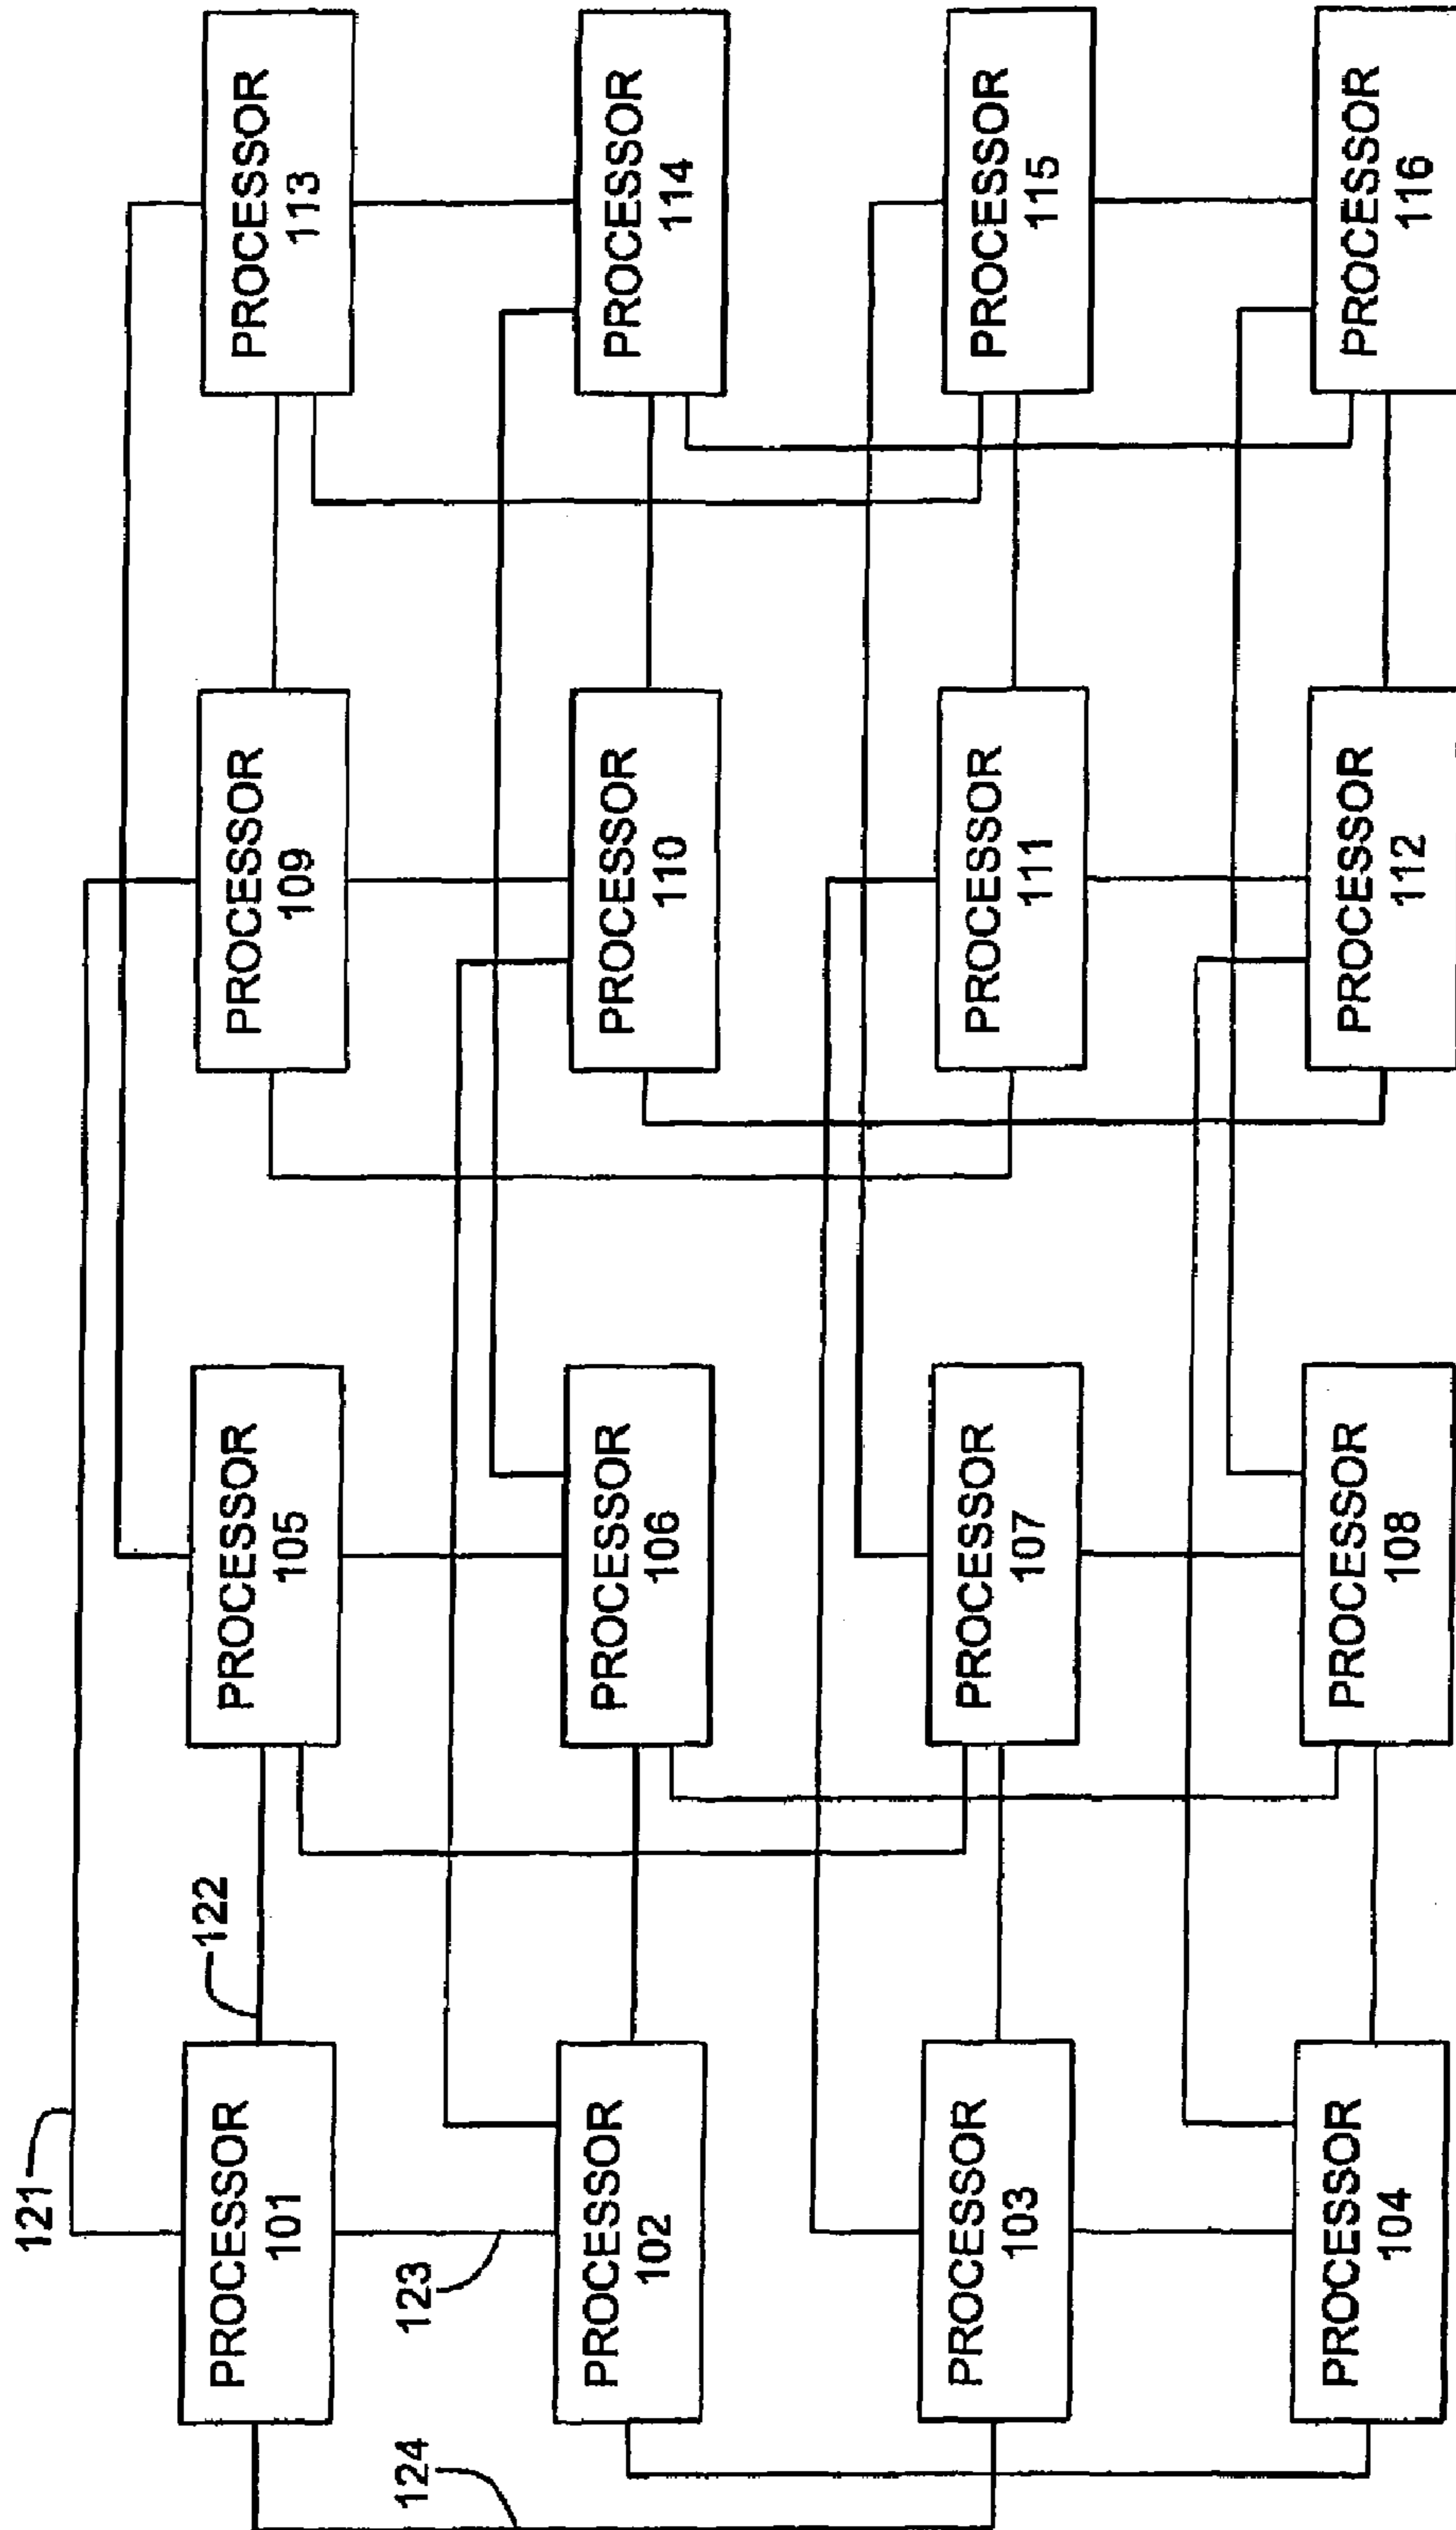 121
122
123
124
PROCESSOR
101
PROCESSOR
105
PROCESSOR
109
PROCESSOR
113
PROCESSOR
102
PROCESSOR
106
PROCESSOR
110
PROCESSOR
114
PROCESSOR
103
PROCESSOR
107
PROCESSOR
111
PROCESSOR
115
PROCESSOR
104
PROCESSOR
108
PROCESSOR
112
PROCESSOR
116